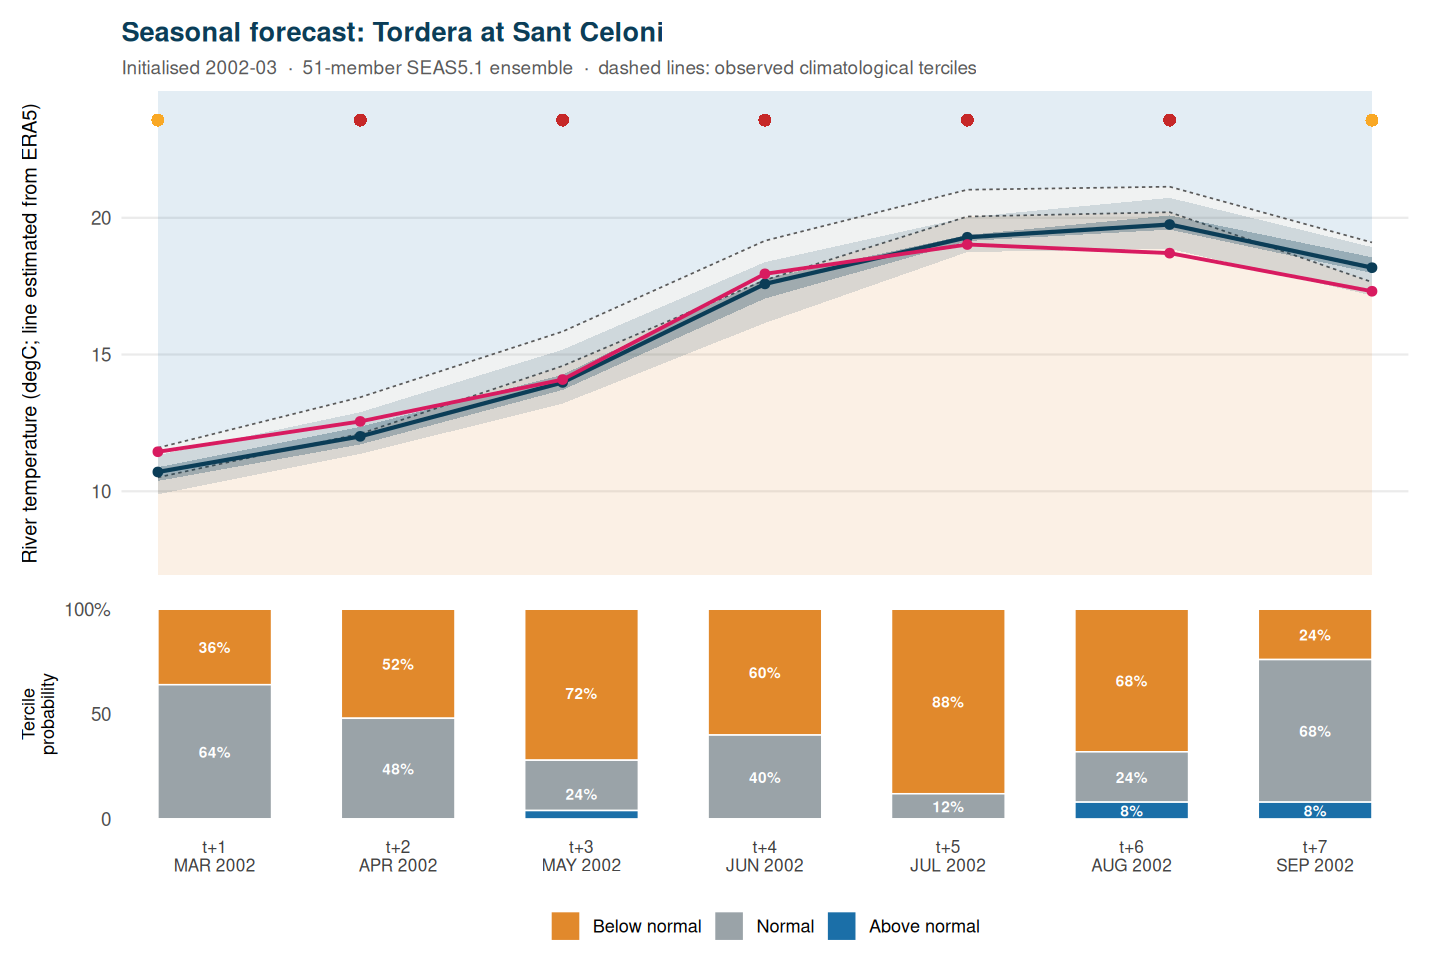 Seasonal forecast: Tordera at Sant Celoni
Initialised 2002-03 · 51-member SEAS5.1 ensemble · dashed lines: observed climatological terciles
River temperature (degC; line estimated from ERA5)
20
15
10
Tercile
probability
100%
50
0
36%
52%
72%
60%
88%
68%
24%
64%
48%
24%
40%
12%
24%
68%
8%
8%
t+1
MAR 2002
t+2
APR 2002
t+3
MAY 2002
t+4
JUN 2002
t+5
JUL 2002
t+6
AUG 2002
t+7
SEP 2002
Below normal
Normal
Above normal